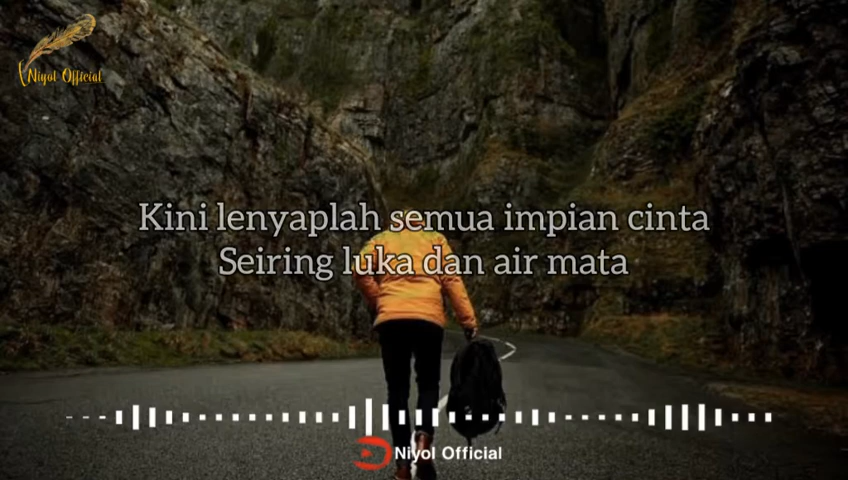 Niyol Official
Kini lenyaplah semua impian cinta
Seiring luka dan air mata
Niyol Official